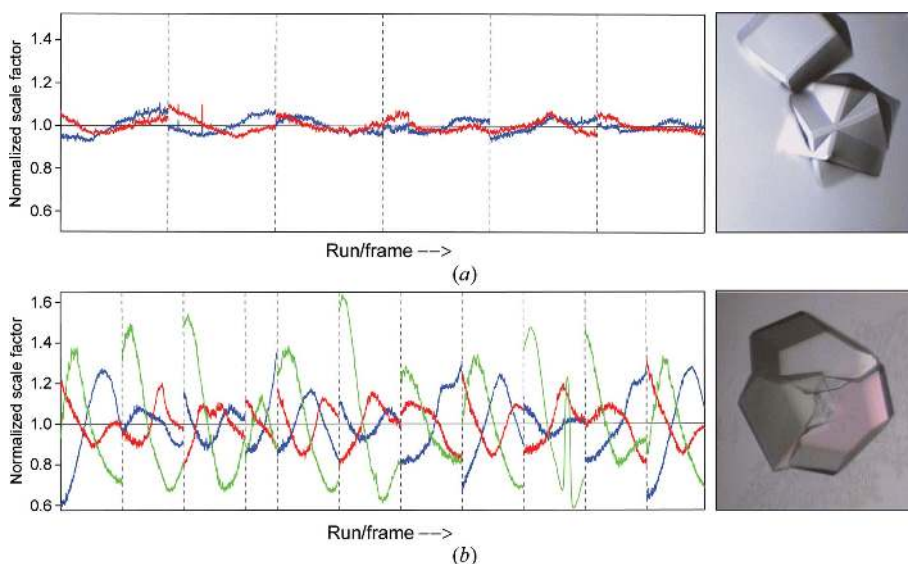 Normalized scale factor
1.4
1.2
1.0
0.8
0.6
Run/frame −−>
(a)
Normalized scale factor
1.6
1.4
1.2
1.0
0.8
0.6
Run/frame −−>
(b)